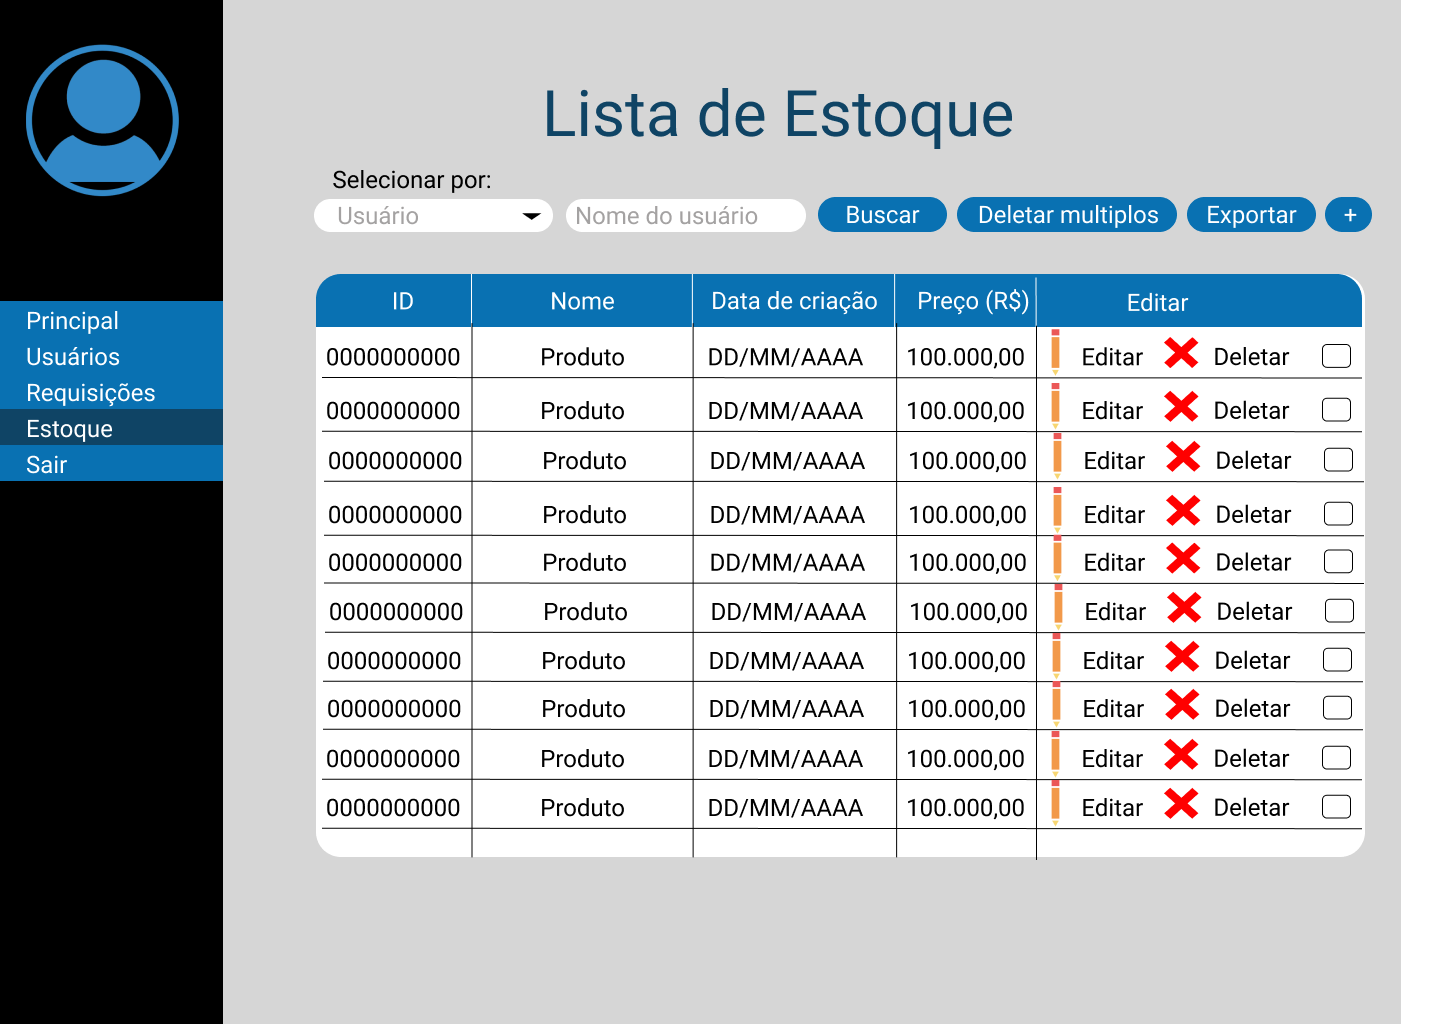 Lista de Estoque
Selecionar por:
Usuário Nome do usuário Buscar Deletar multiplos Exportar +
Principal
Usuários
Requisições
Estoque
Sair
ID Nome Data de criação Preço (R$) Editar
0000000000 Produto DD/MM/AAAA 100.000,00 Editar Deletar
0000000000 Produto DD/MM/AAAA 100.000,00 Editar Deletar
0000000000 Produto DD/MM/AAAA 100.000,00 Editar Deletar
0000000000 Produto DD/MM/AAAA 100.000,00 Editar Deletar
0000000000 Produto DD/MM/AAAA 100.000,00 Editar Deletar
0000000000 Produto DD/MM/AAAA 100.000,00 Editar Deletar
0000000000 Produto DD/MM/AAAA 100.000,00 Editar Deletar
0000000000 Produto DD/MM/AAAA 100.000,00 Editar Deletar
0000000000 Produto DD/MM/AAAA 100.000,00 Editar Deletar
0000000000 Produto DD/MM/AAAA 100.000,00 Editar Deletar